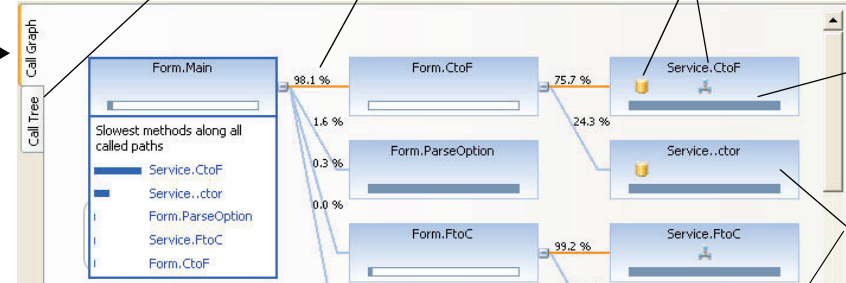 Call Graph
Call Tree
Form.Main
Slowest methods along all
called paths
Service.CtoF
Service..ctor
Form.ParseOption
Service.FtoC
Form.CtoF
98.1 %
1.6 %
0.3 %
0.0 %
Form.CtoF
Form.ParseOption
Form.FtoC
75.7 %
24.3 %
99.2 %
Service.CtoF
Service..ctor
Service.FtoC